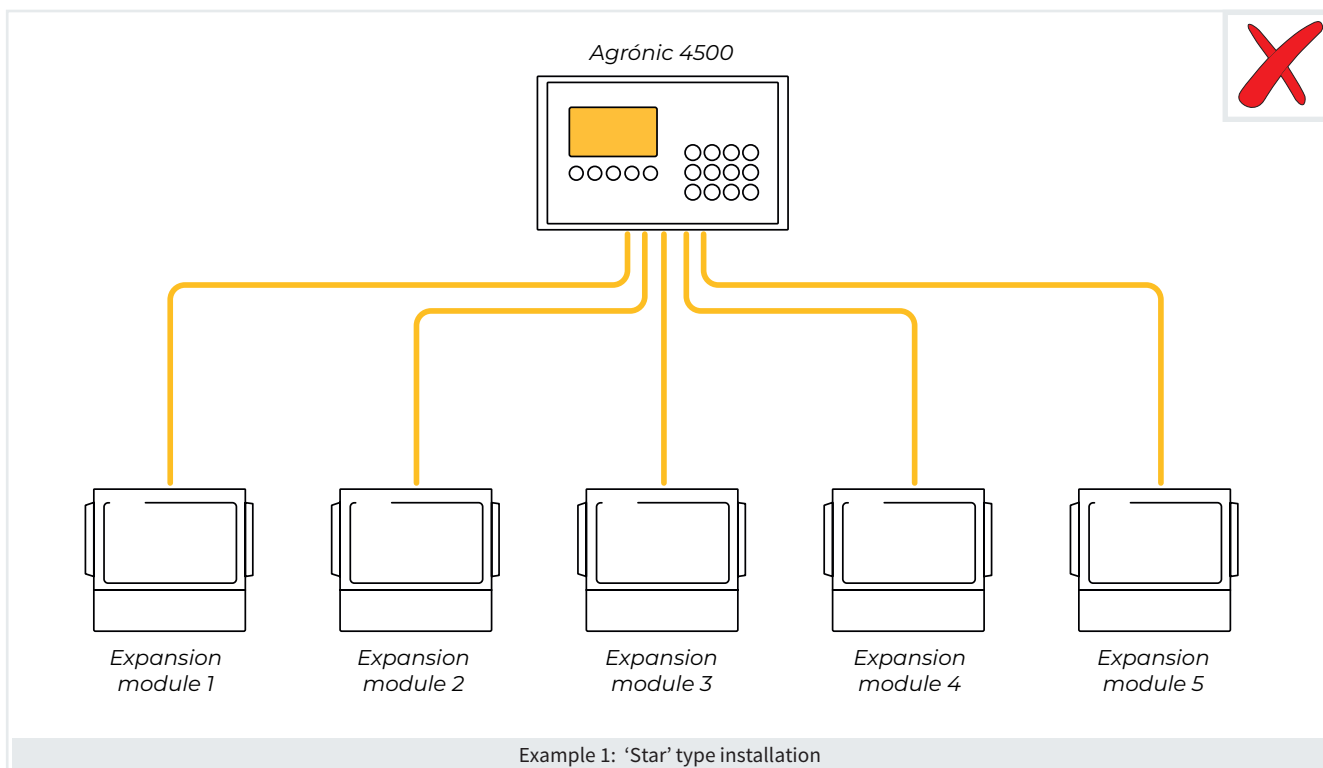 Agrónic 4500
Expansion
module 1
Expansion
module 2
Expansion
module 3
Expansion
module 4
Expansion
module 5
Example 1: ‘Star’ type installation